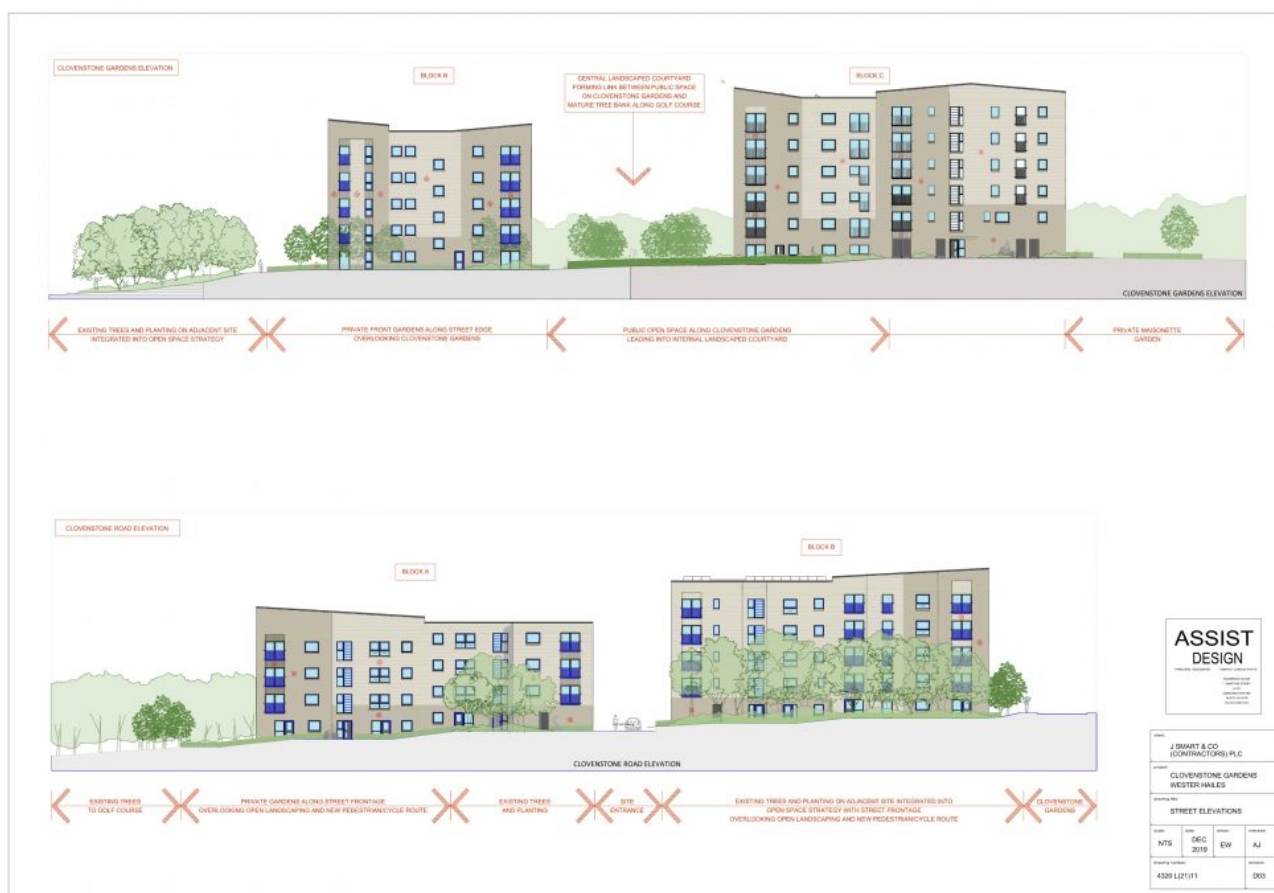 CLOVENSTONE GARDENS ELEVATION
BLOCK B
CENTRAL LANDSCAPED COURTYARD
FORMING LINK BETWEEN PUBLIC SPACE
ON CLOVENSTONE GARDENS AND
MATURE TREE BANK ALONG GOLF COURSE
BLOCK C
CLOVENSTONE GARDENS ELEVATION
EXISTING TREES AND PLANTING ON ADJACENT SITE
INTEGRATED INTO OPEN SPACE STRATEGY
PRIVATE FRONT GARDENS ALONG STREET EDGE
OVERLOOKING CLOVENSTONE GARDENS
PUBLIC OPEN SPACE ALONG CLOVENSTONE GARDENS
LEADING INTO INTERNAL LANDSCAPED COURTYARD
PRIVATE MAISONETTE
GARDEN
CLOVENSTONE ROAD ELEVATION
BLOCK A
BLOCK B
CLOVENSTONE ROAD ELEVATION
EXISTING TREES
TO GOLF COURSE
PRIVATE GARDENS ALONG STREET FRONTAGE
OVERLOOKING OPEN LANDSCAPING AND NEW PEDESTRIAN/CYCLE ROUTE
EXISTING TREES
AND PLANTING
SITE
ENTRANCE
EXISTING TREES AND PLANTING ON ADJACENT SITE INTEGRATED INTO
OPEN SPACE STRATEGY WITH STREET FRONTAGE
OVERLOOKING OPEN LANDSCAPING AND NEW PEDESTRIAN/CYCLE ROUTE
CLOVENSTONE
GARDENS
ASSIST
DESIGN
J SMART & CO
(CONTRACTORS) PLC
CLOVENSTONE GARDENS
WESTER HAILES
STREET ELEVATIONS
NTS
DEC
2019
EW
AJ
4320 L(21)11
D03